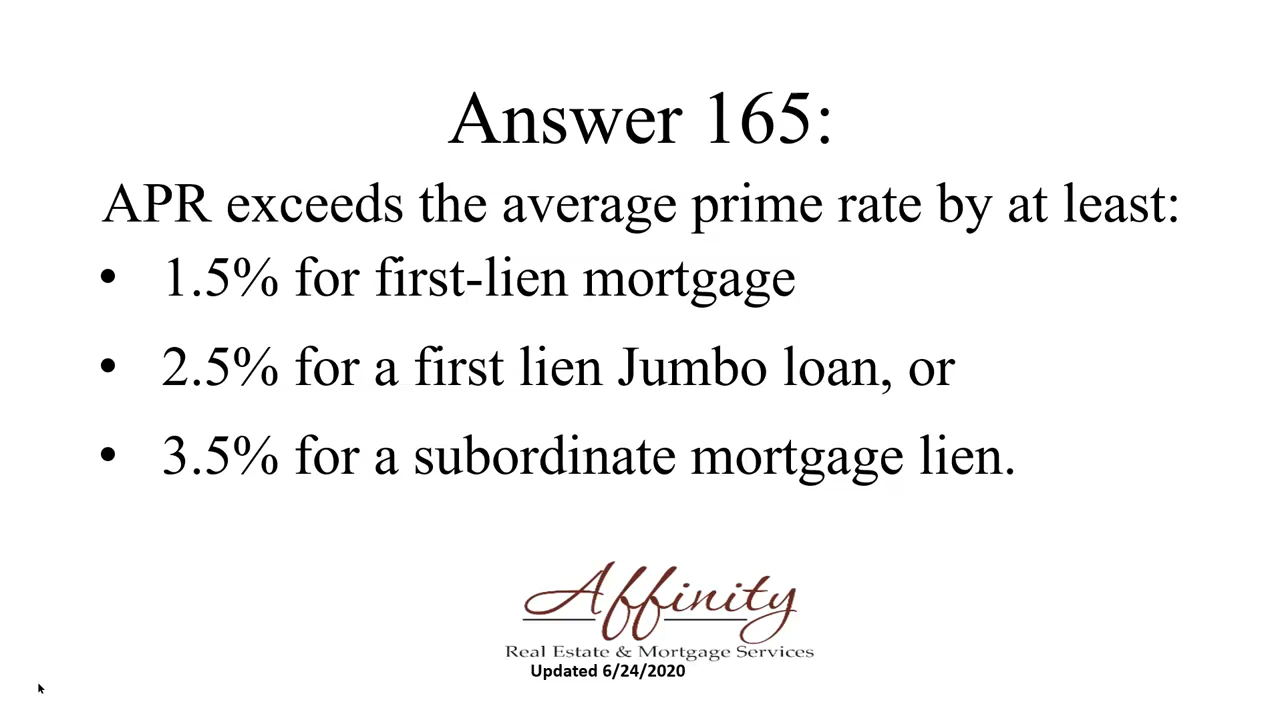 Answer 165:
APR exceeds the average prime rate by at least:
• 1.5% for first-lien mortgage
• 2.5% for a first lien Jumbo loan, or
• 3.5% for a subordinate mortgage lien.
Affinity
Real Estate & Mortgage Services
Updated 6/24/2020